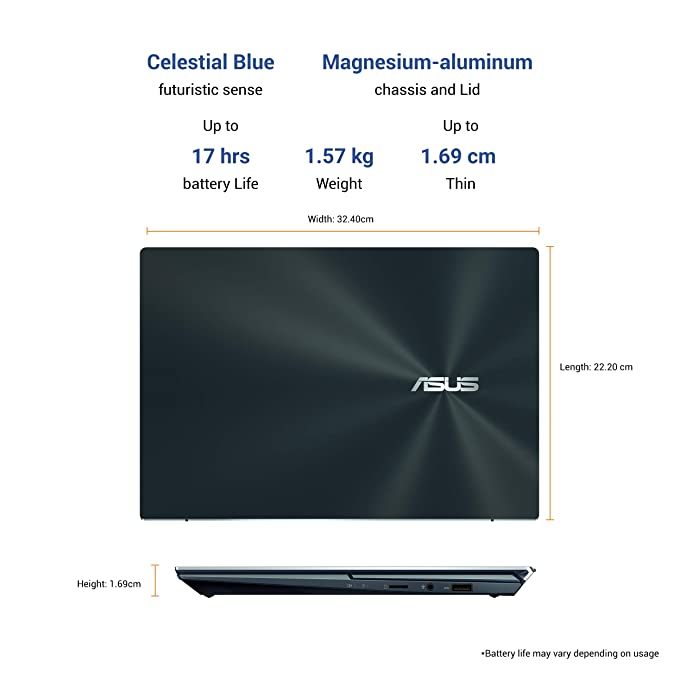 Celestial Blue
futuristic sense
Magnesium-aluminum
chassis and Lid
Up to
17 hrs
battery Life
1.57 kg
Weight
Up to
1.69 cm
Thin
Width: 32.40cm
ASUS
Length: 22.20 cm
Height: 1.69cm
*Battery life may vary depending on usage